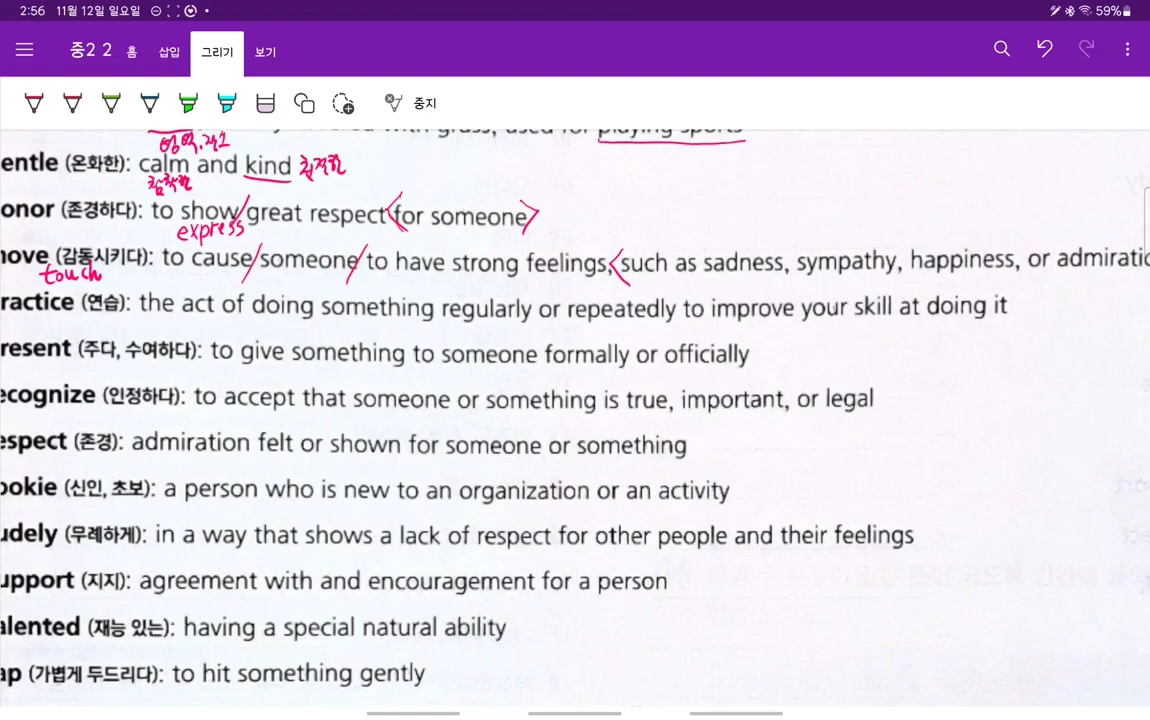 2:56 11월 12일 일요일 59%
중2 2 홈 삽입 그리기 보기
중지
with grass, used for playing sports
영역.장소
entle (온화한): calm and kind 친절한
침착한
onor (존경하다): to show/great respect<for someone>
express
nove (감동시키다): to cause/someone/to have strong feelings,<such as sadness, sympathy, happiness, or admiratic
touch
ractice (연습): the act of doing something regularly or repeatedly to improve your skill at doing it
resent (주다, 수여하다): to give something to someone formally or officially
ecognize (인정하다): to accept that someone or something is true, important, or legal
espect (존경): admiration felt or shown for someone or something
ookie (신인, 초보): a person who is new to an organization or an activity
udely (무례하게): in a way that shows a lack of respect for other people and their feelings
upport (지지): agreement with and encouragement for a person
alented (재능 있는): having a special natural ability
ap (가볍게 두드리다): to hit something gently